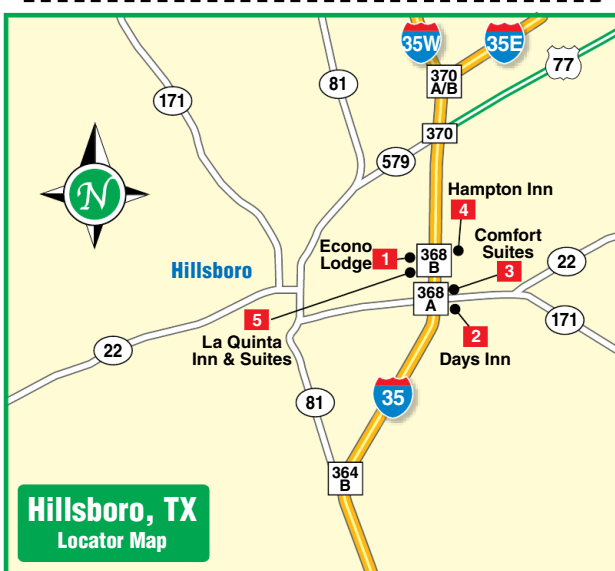 35W
35E
77
370
A/B
81
171
370
579
Hampton Inn
4
Econo
Lodge
1
Comfort
Suites
3
368
B
22
Hillsboro
N
368
A
5
La Quinta
Inn & Suites
2
Days Inn
171
22
81
35
364
B
Hillsboro, TX
Locator Map